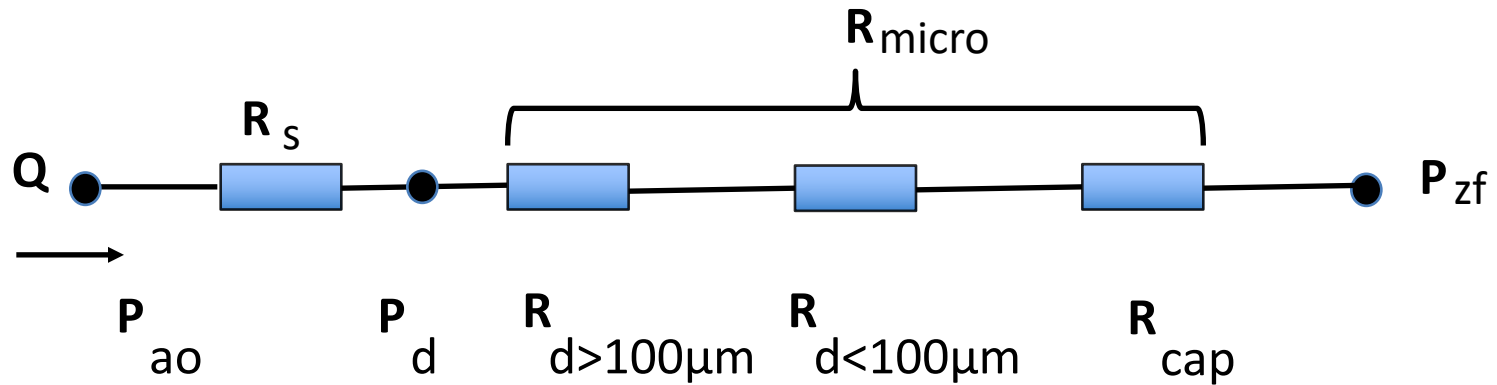 R micro
R s
Q
P zf
P ao
P d
R d>100μm
R d<100μm
R cap